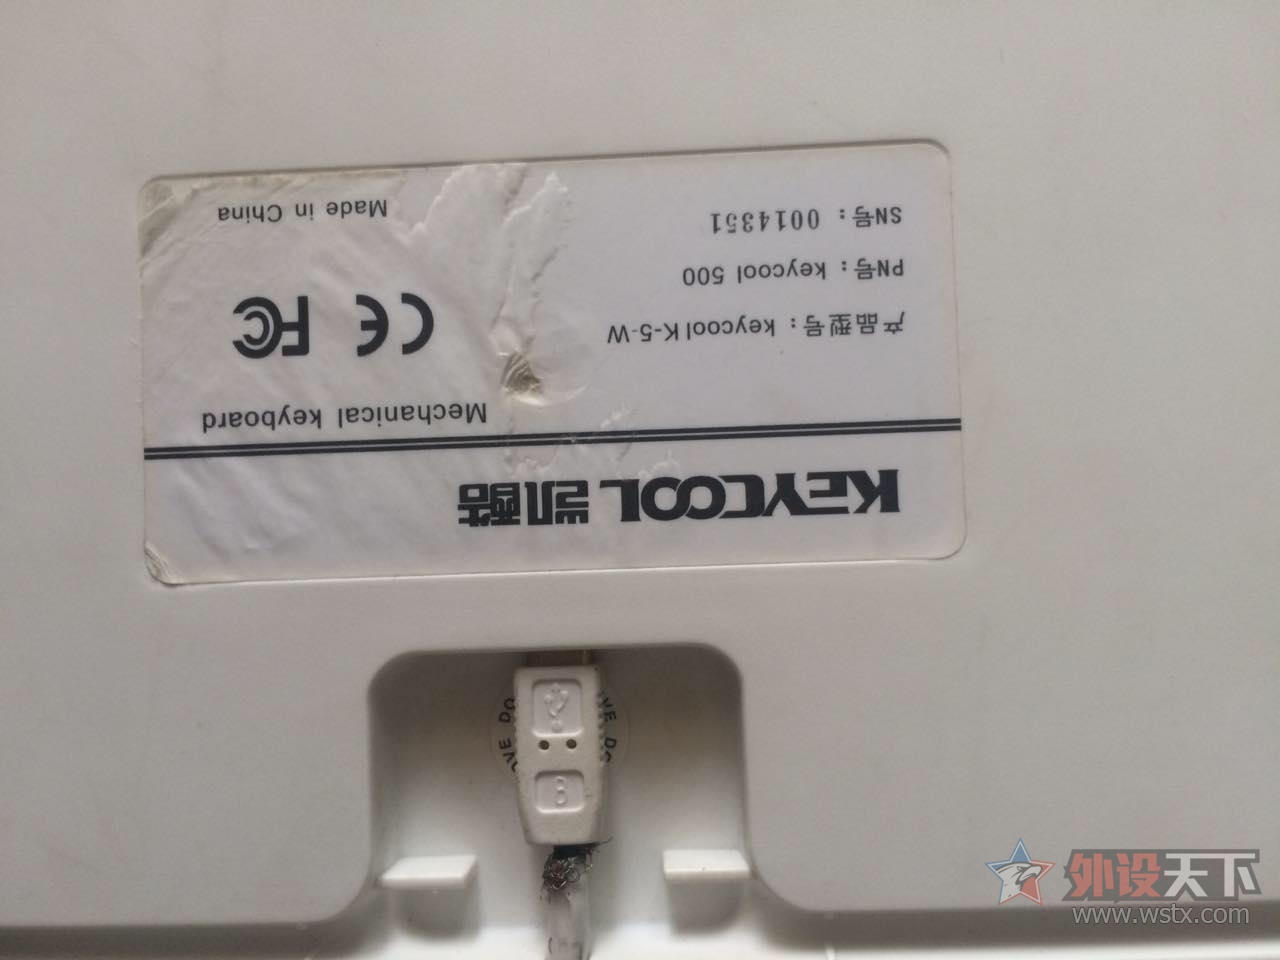 KEYCOOL 凯酷
Mechanical keyboard
产品型号：keycool K-5-W
PN号：keycool 500
SN号：0014351
CE FC
Made in China
B
外设天下
www.wstx.com